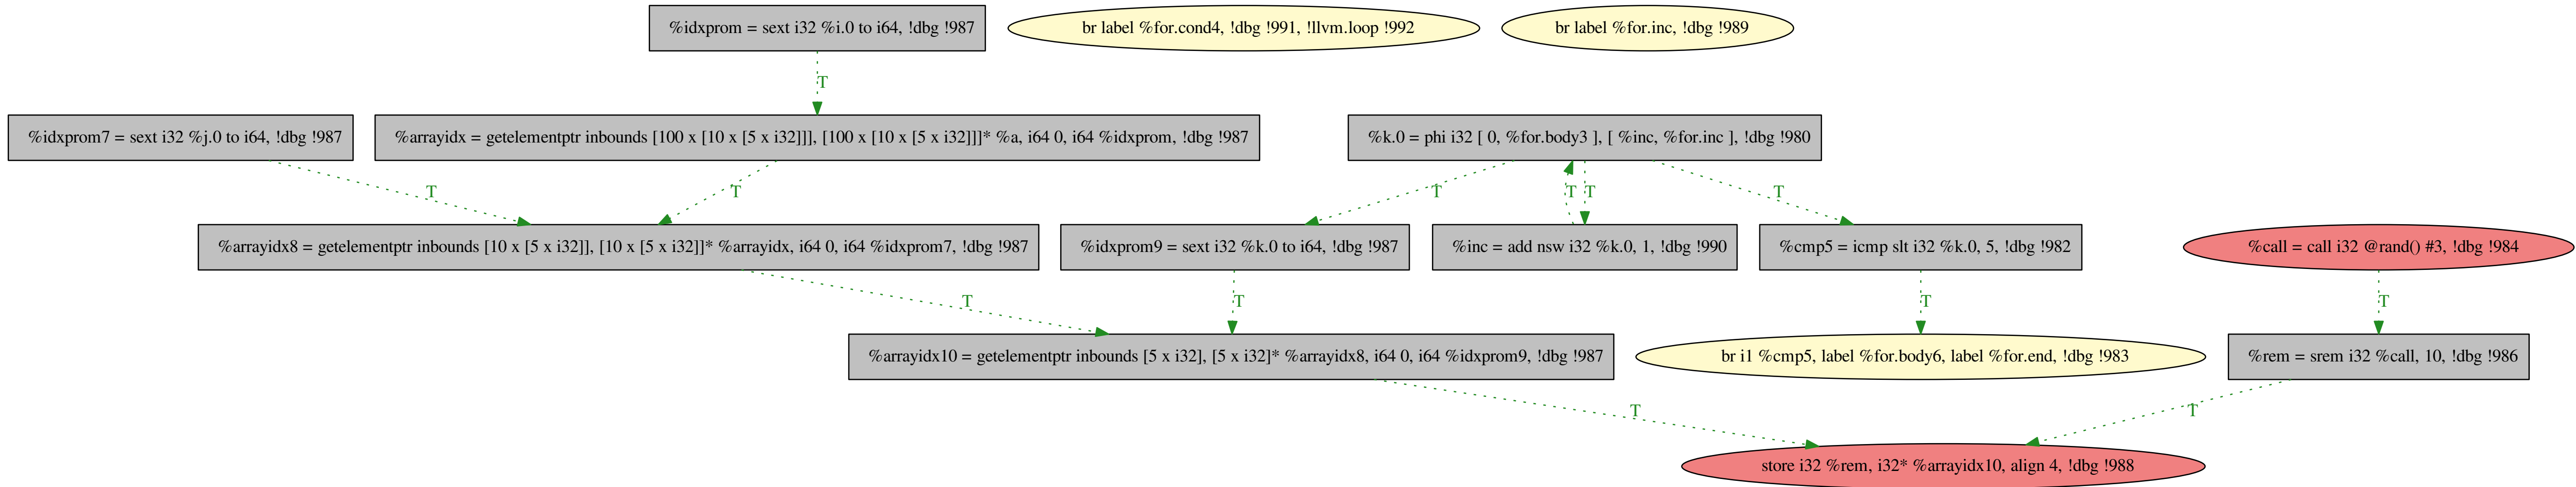 %idxprom = sext i32 %i.0 to i64, !dbg !987
br label %for.cond4, !dbg !991, !llvm.loop !992
br label %for.inc, !dbg !989
T
%idxprom7 = sext i32 %j.0 to i64, !dbg !987
%arrayidx = getelementptr inbounds [100 x [10 x [5 x i32]]], [100 x [10 x [5 x i32]]]* %a, i64 0, i64 %idxprom, !dbg !987
%k.0 = phi i32 [ 0, %for.body3 ], [ %inc, %for.inc ], !dbg !980
T
T
T
T
T
T
%arrayidx8 = getelementptr inbounds [10 x [5 x i32]], [10 x [5 x i32]]* %arrayidx, i64 0, i64 %idxprom7, !dbg !987
%idxprom9 = sext i32 %k.0 to i64, !dbg !987
%inc = add nsw i32 %k.0, 1, !dbg !990
%cmp5 = icmp slt i32 %k.0, 5, !dbg !982
%call = call i32 @rand() #3, !dbg !984
T
T
T
T
%arrayidx10 = getelementptr inbounds [5 x i32], [5 x i32]* %arrayidx8, i64 0, i64 %idxprom9, !dbg !987
br i1 %cmp5, label %for.body6, label %for.end, !dbg !983
%rem = srem i32 %call, 10, !dbg !986
T
T
store i32 %rem, i32* %arrayidx10, align 4, !dbg !988